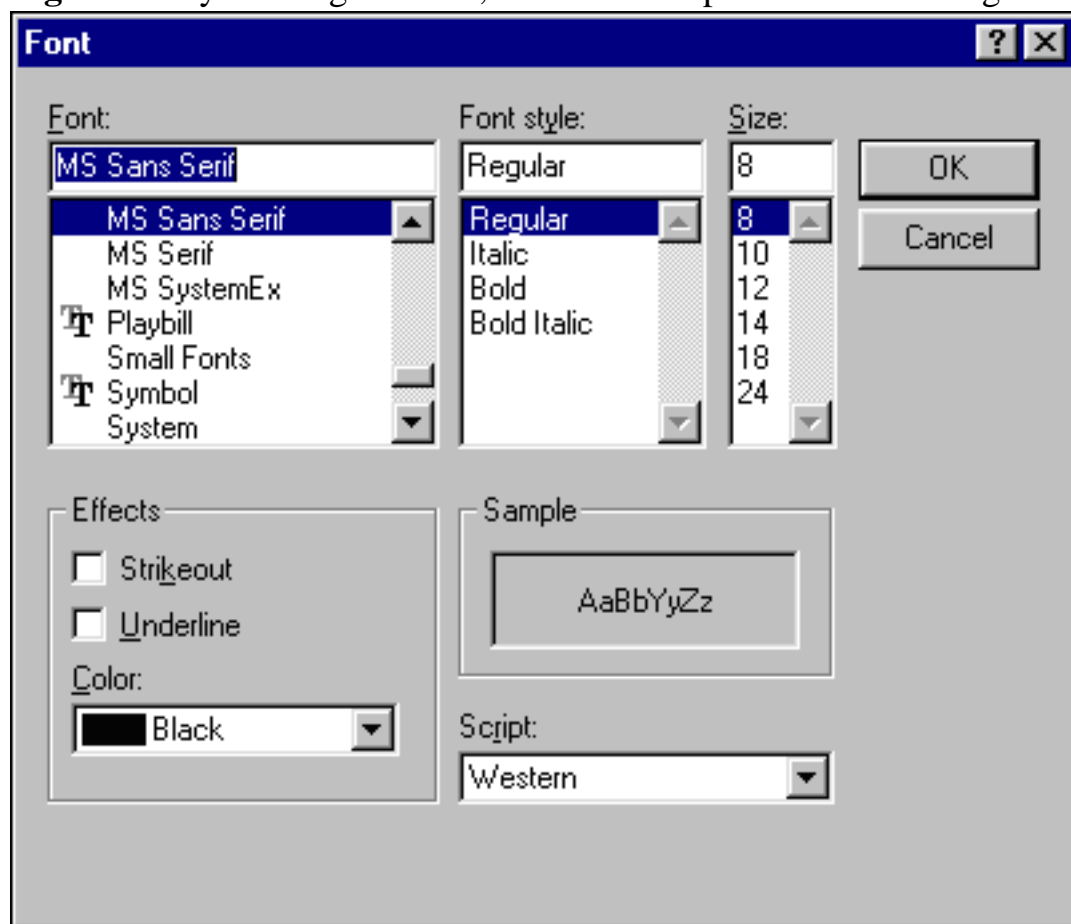 Font
Font:
MS Sans Serif
MS Sans Serif
MS Serif
MS SystemEx
Playbill
Small Fonts
Symbol
System
Font style:
Regular
Regular
Italic
Bold
Bold Italic
Size:
8
8
10
12
14
18
24
OK
Cancel
Effects
Strikeout
Underline
Color:
Black
Sample
AaBbYyZz
Script:
Western